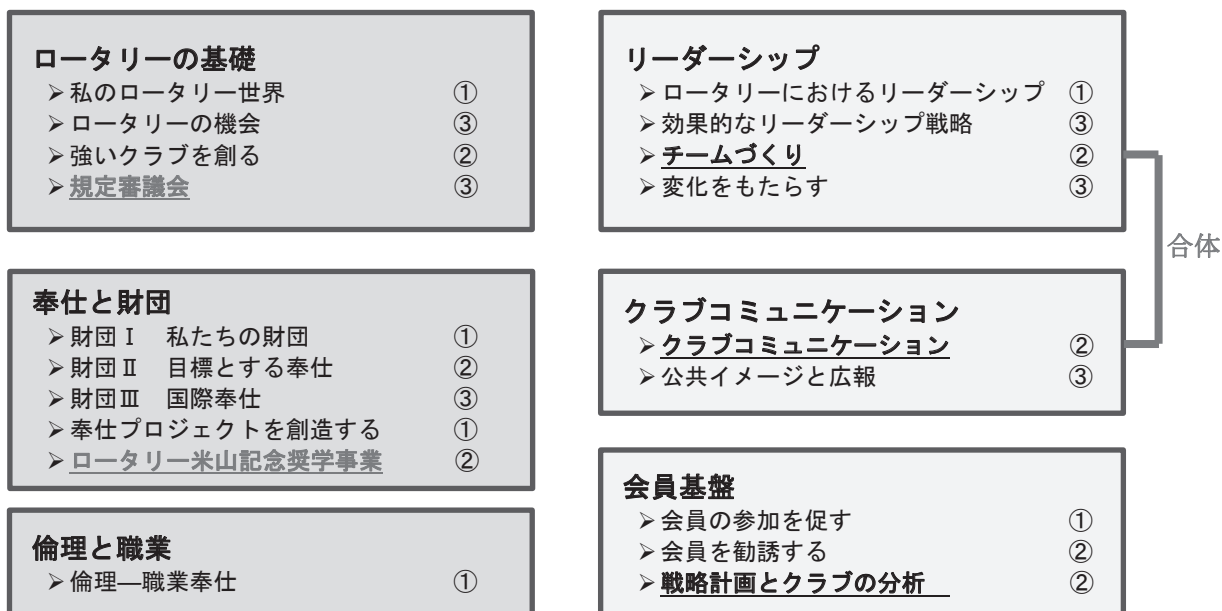 ロータリーの基礎
➢私のロータリー世界 ①
➢ロータリーの機会 ③
➢強いクラブを創る ②
➢規定審議会 ③
奉仕と財団
➢財団Ⅰ 私たちの財団 ①
➢財団Ⅱ 目標とする奉仕 ②
➢財団Ⅲ 国際奉仕 ③
➢奉仕プロジェクトを創造する ①
➢ロータリー米山記念奨学事業 ②
倫理と職業
➢倫理―職業奉仕 ①
リーダーシップ
➢ロータリーにおけるリーダーシップ ①
➢効果的なリーダーシップ戦略 ③
➢チームづくり ②
➢変化をもたらす ③
クラブコミュニケーション
➢クラブコミュニケーション ②
➢公共イメージと広報 ③
合体
会員基盤
➢会員の参加を促す ①
➢会員を勧誘する ②
➢戦略計画とクラブの分析 ②